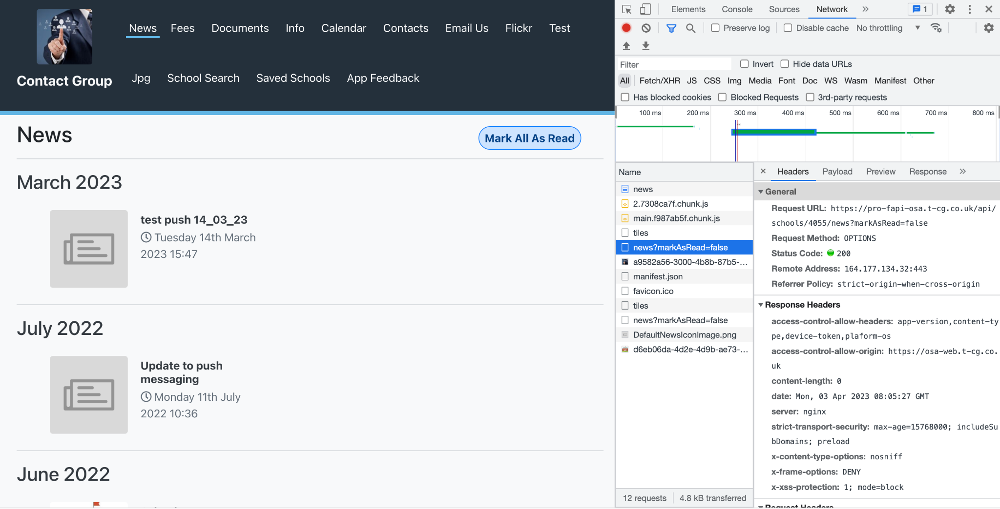 News Fees Documents Info Calendar Contacts Email Us Flickr Test
Contact Group
Jpg School Search Saved Schools App Feedback
News
Mark All As Read
March 2023
test push 14_03_23
Tuesday 14th March
2023 15:47
July 2022
Update to push
messaging
Monday 11th July
2022 10:36
June 2022
Elements Console Sources Network 1
Preserve log Disable cache No throttling
Filter Invert Hide data URLs
All Fetch/XHR JS CSS Img Media Font Doc WS Wasm Manifest Other
Has blocked cookies Blocked Requests 3rd-party requests
100 ms 200 ms 300 ms 400 ms 500 ms 600 ms 700 ms 800 ms
Name
news
2.7308ca7f.chunk.js
main.f987ab5f.chunk.js
tiles
news?markAsRead=false
a9582a56-3000-4b8b-87b5-...
manifest.json
favicon.ico
tiles
news?markAsRead=false
DefaultNewsIconImage.png
d6eb06da-4d2e-4d9b-ae73-...
12 requests 4.8 kB transferred
Headers Payload Preview Response
General
Request URL: https://pro-fapi-osa.t-cg.co.uk/api/
schools/4055/news?markAsRead=false
Request Method: OPTIONS
Status Code: 200
Remote Address: 164.177.134.32:443
Referrer Policy: strict-origin-when-cross-origin
Response Headers
access-control-allow-headers: app-version,content-ty
pe,device-token,plaform-os
access-control-allow-origin: https://osa-web.t-cg.co.
uk
content-length: 0
date: Mon, 03 Apr 2023 08:05:27 GMT
server: nginx
strict-transport-security: max-age=15768000; includeSu
bDomains; preload
x-content-type-options: nosniff
x-frame-options: DENY
x-xss-protection: 1; mode=block
Request Headers